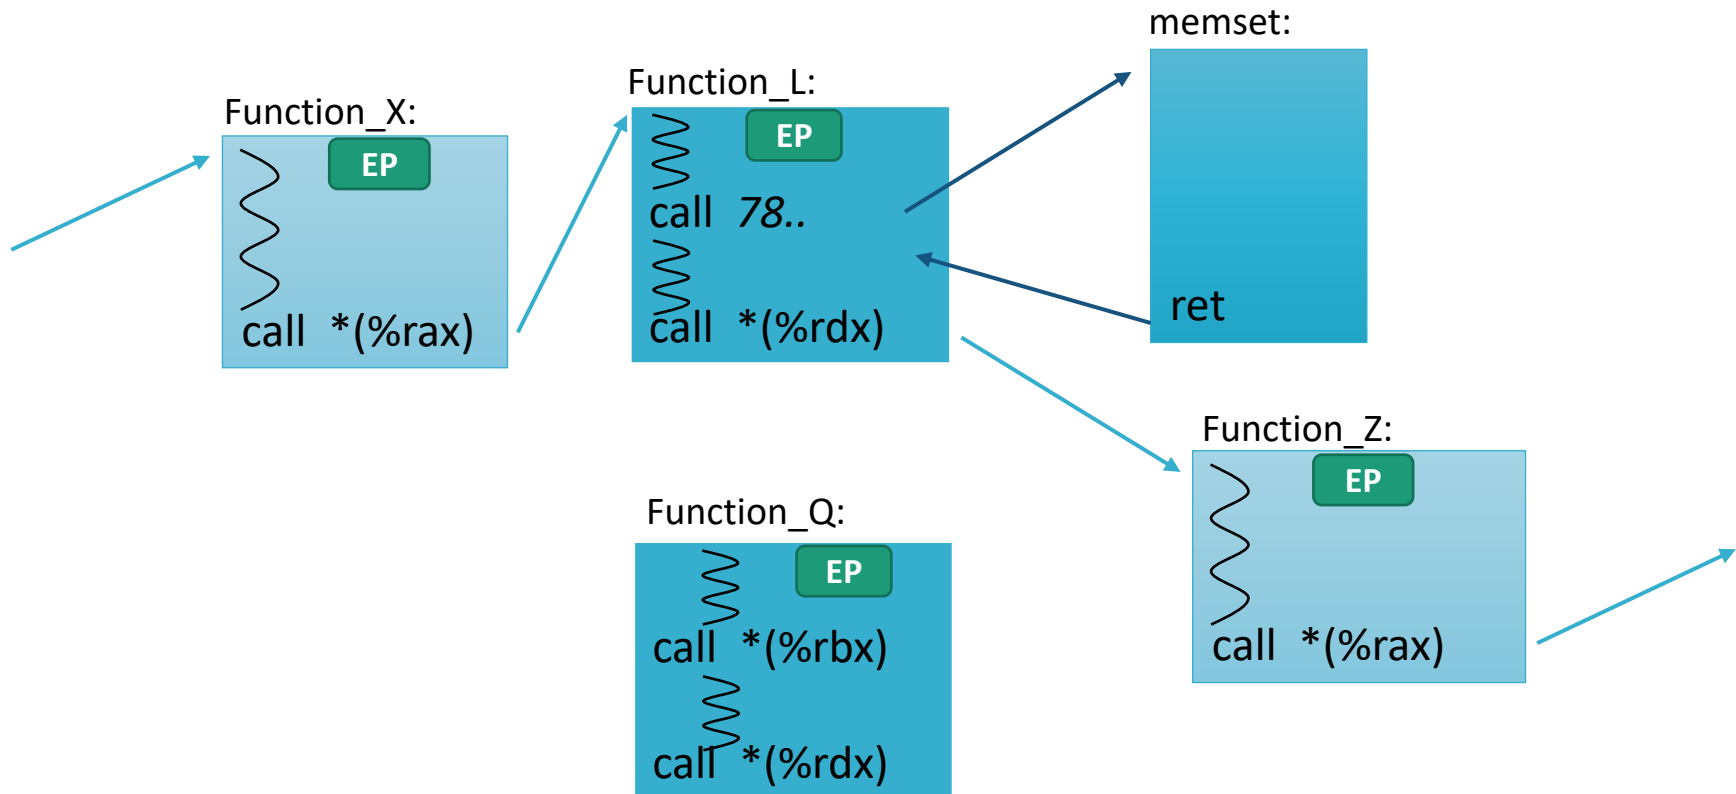 Function_X:
EP
call *(%rax)
Function_L:
EP
call 78..
call *(%rdx)
memset:
ret
Function_Q:
EP
call *(%rbx)
call *(%rdx)
Function_Z:
EP
call *(%rax)